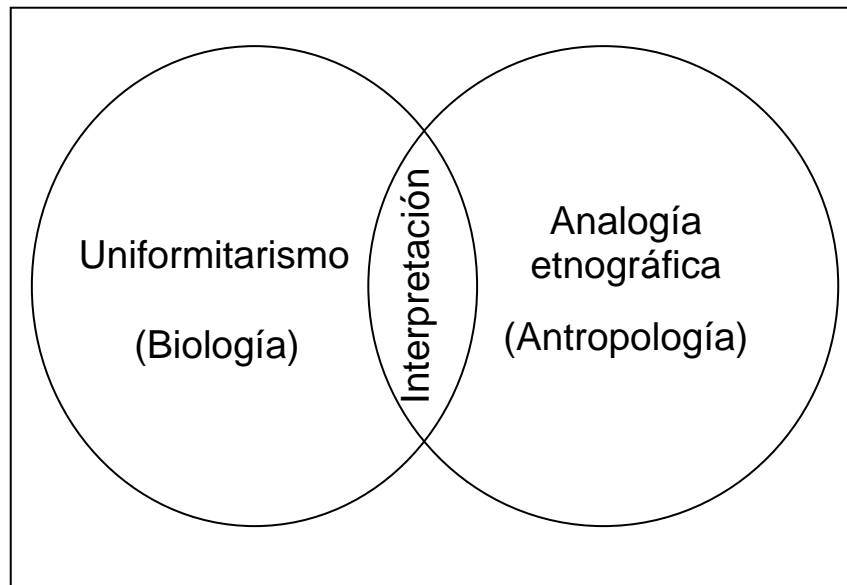 Uniformitarismo
(Biología)
Interpretación
Analogía
etnográfica
(Antropología)